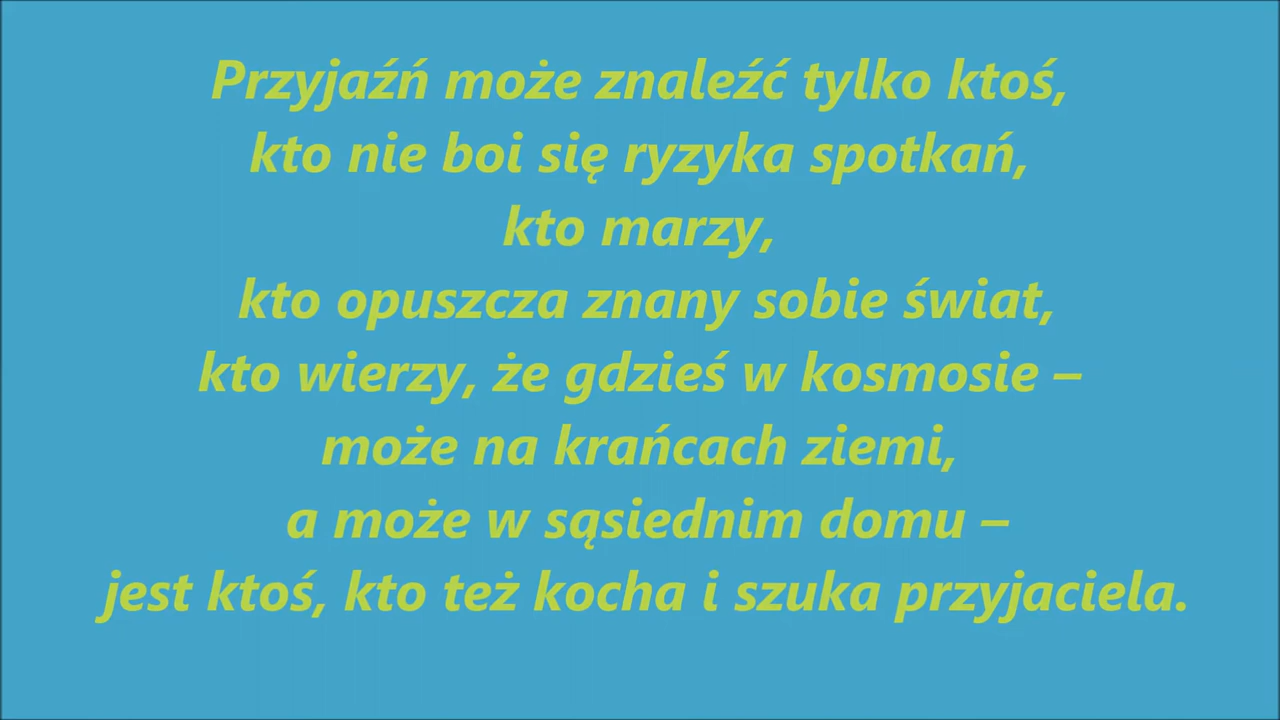 Przyjaźń może znaleźć tylko ktoś,
kto nie boi się ryzyka spotkań,
kto marzy,
kto opuszcza znany sobie świat,
kto wierzy, że gdzieś w kosmosie –
może na krańcach ziemi,
a może w sąsiednim domu –
jest ktoś, kto też kocha i szuka przyjaciela.